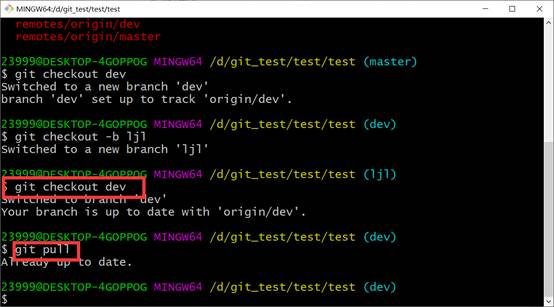 MINGW64:/d/git_test/test/test
remotes/origin/dev
remotes/origin/master
23999@DESKTOP-4GOPPOG MINGW64 /d/git_test/test/test (master)
$ git checkout dev
Switched to a new branch 'dev'
branch 'dev' set up to track 'origin/dev'.
23999@DESKTOP-4GOPPOG MINGW64 /d/git_test/test/test (dev)
$ git checkout -b ljl
Switched to a new branch 'ljl'
23999@DESKTOP-4GOPPOG MINGW64 /d/git_test/test/test (ljl)
$ git checkout dev
Switched to branch 'dev'
Your branch is up to date with 'origin/dev'.
23999@DESKTOP-4GOPPOG MINGW64 /d/git_test/test/test (dev)
$ git pull
Already up to date.
23999@DESKTOP-4GOPPOG MINGW64 /d/git_test/test/test (dev)
$